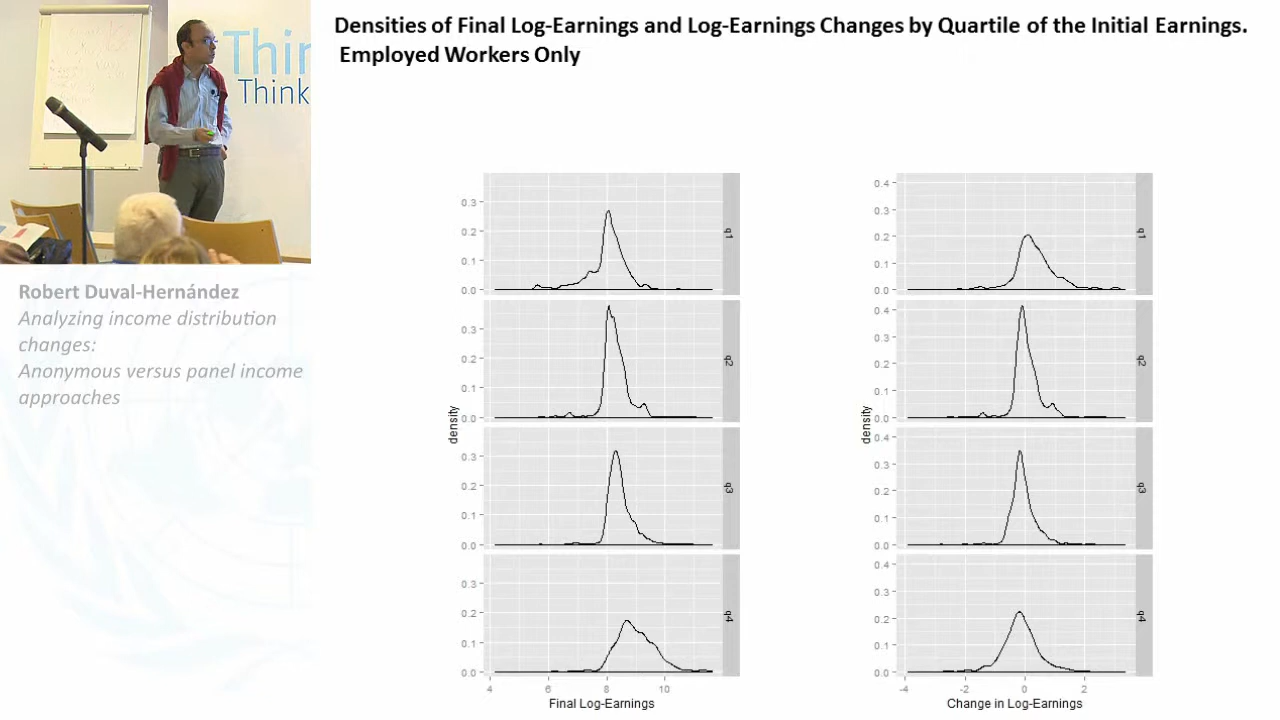 Densities of Final Log-Earnings and Log-Earnings Changes by Quartile of the Initial Earnings.
Employed Workers Only
Thin
Think
Robert Duval-Hernández
Analyzing income distribution
changes:
Anonymous versus panel income
approaches
density
0.3
0.2
0.1
0.0
q1
0.3
0.2
0.1
0.0
q2
0.3
0.2
0.1
0.0
q3
0.3
0.2
0.1
0.0
q4
4 6 8 10
Final Log-Earnings
density
0.4
0.3
0.2
0.1
0.0
q1
0.4
0.3
0.2
0.1
0.0
q2
0.4
0.3
0.2
0.1
0.0
q3
0.4
0.3
0.2
0.1
0.0
q4
-4 -2 0 2
Change in Log-Earnings